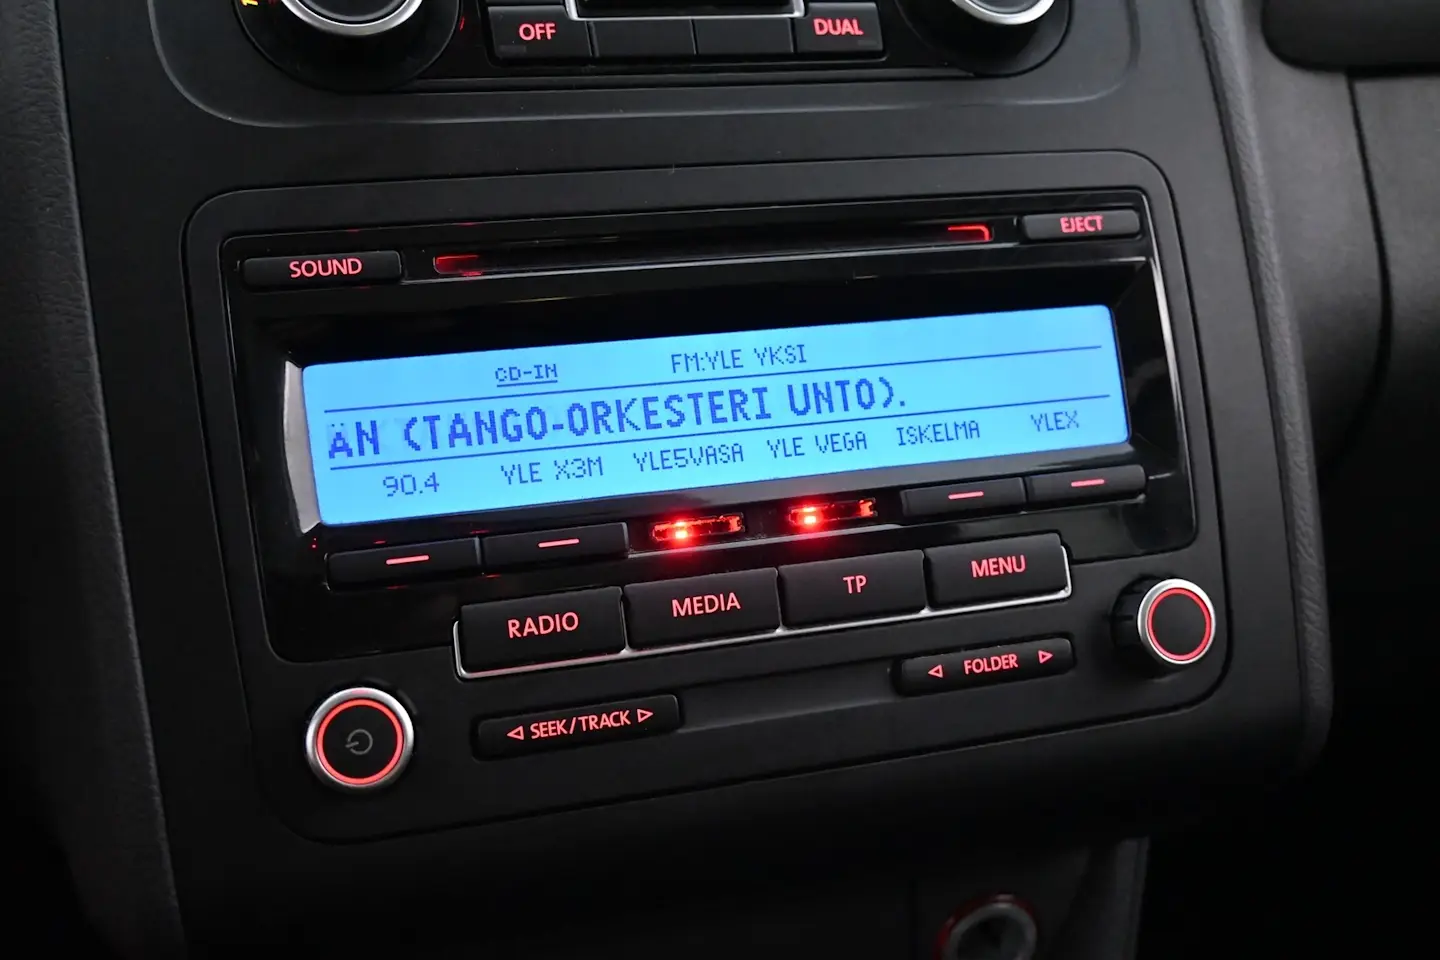 OFF
DUAL
SOUND
EJECT
CD-IN
FM:YLE YKSI
ÄN (TANGO-ORKESTERI UNTO).
90.4 YLE X3M YLE5VASA YLE VEGA ISKELMA YLEX
RADIO
MEDIA
TP
MENU
FOLDER
SEEK/TRACK